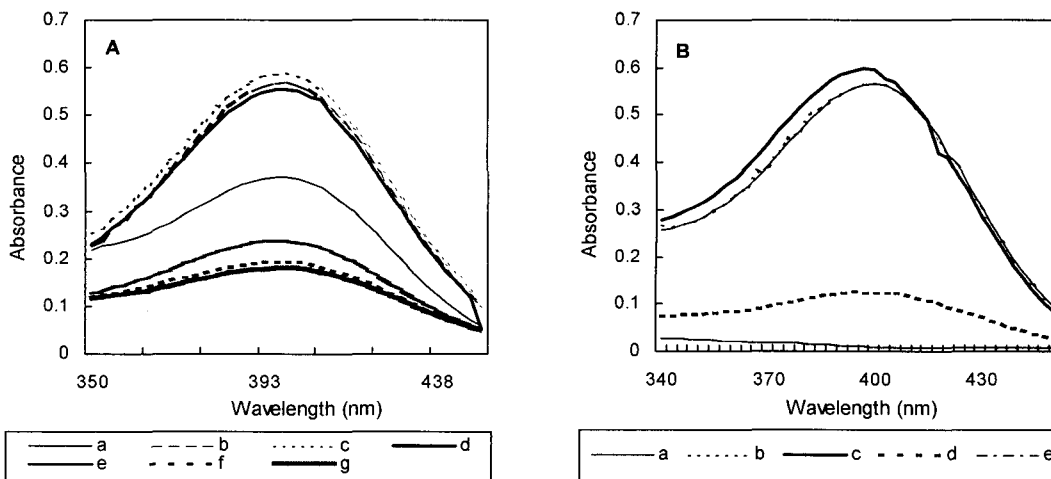 A
Absorbance
0.7
0.6
0.5
0.4
0.3
0.2
0.1
0
350 393 438
Wavelength (nm)
a b c d
e f g
B
Absorbance
0.7
0.6
0.5
0.4
0.3
0.2
0.1
0
340 370 400 430
Wavelength (nm)
a b c d e